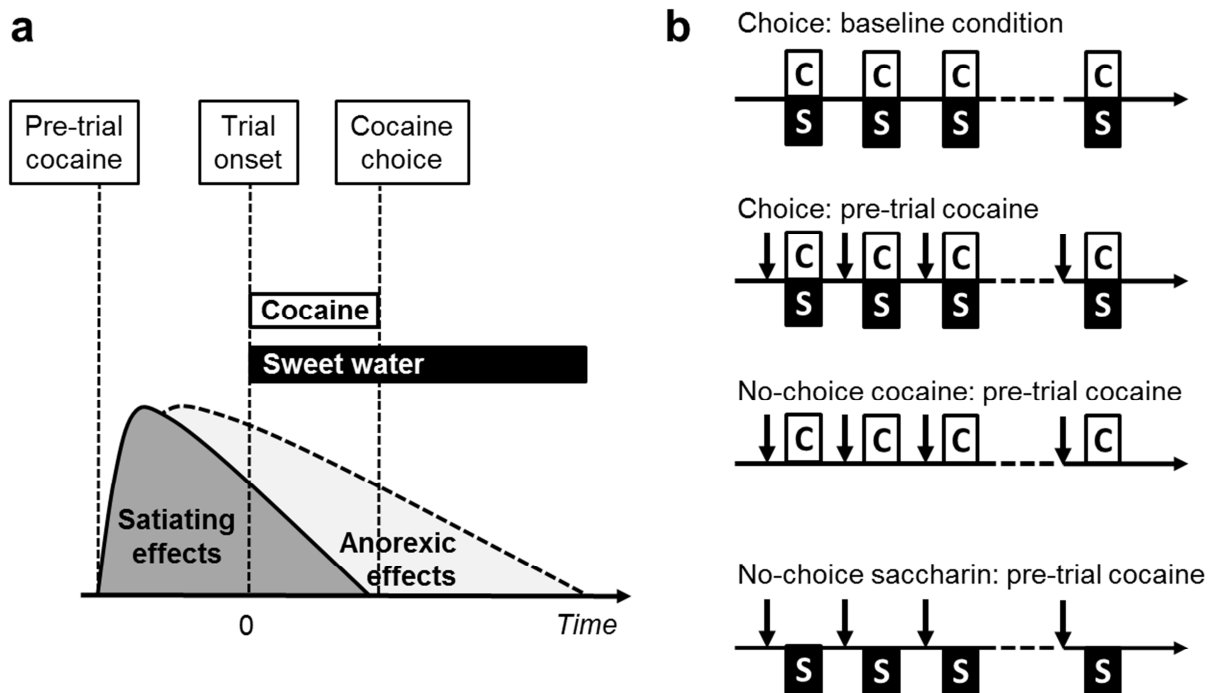 a
Pre-trial
cocaine
Trial
onset
Cocaine
choice
Cocaine
Sweet water
Satiating
effects
Anorexic
effects
0
Time
b
Choice: baseline condition
C C C C
S S S S
Choice: pre-trial cocaine
C C C C
S S S S
No-choice cocaine: pre-trial cocaine
C C C C
No-choice saccharin: pre-trial cocaine
S S S S